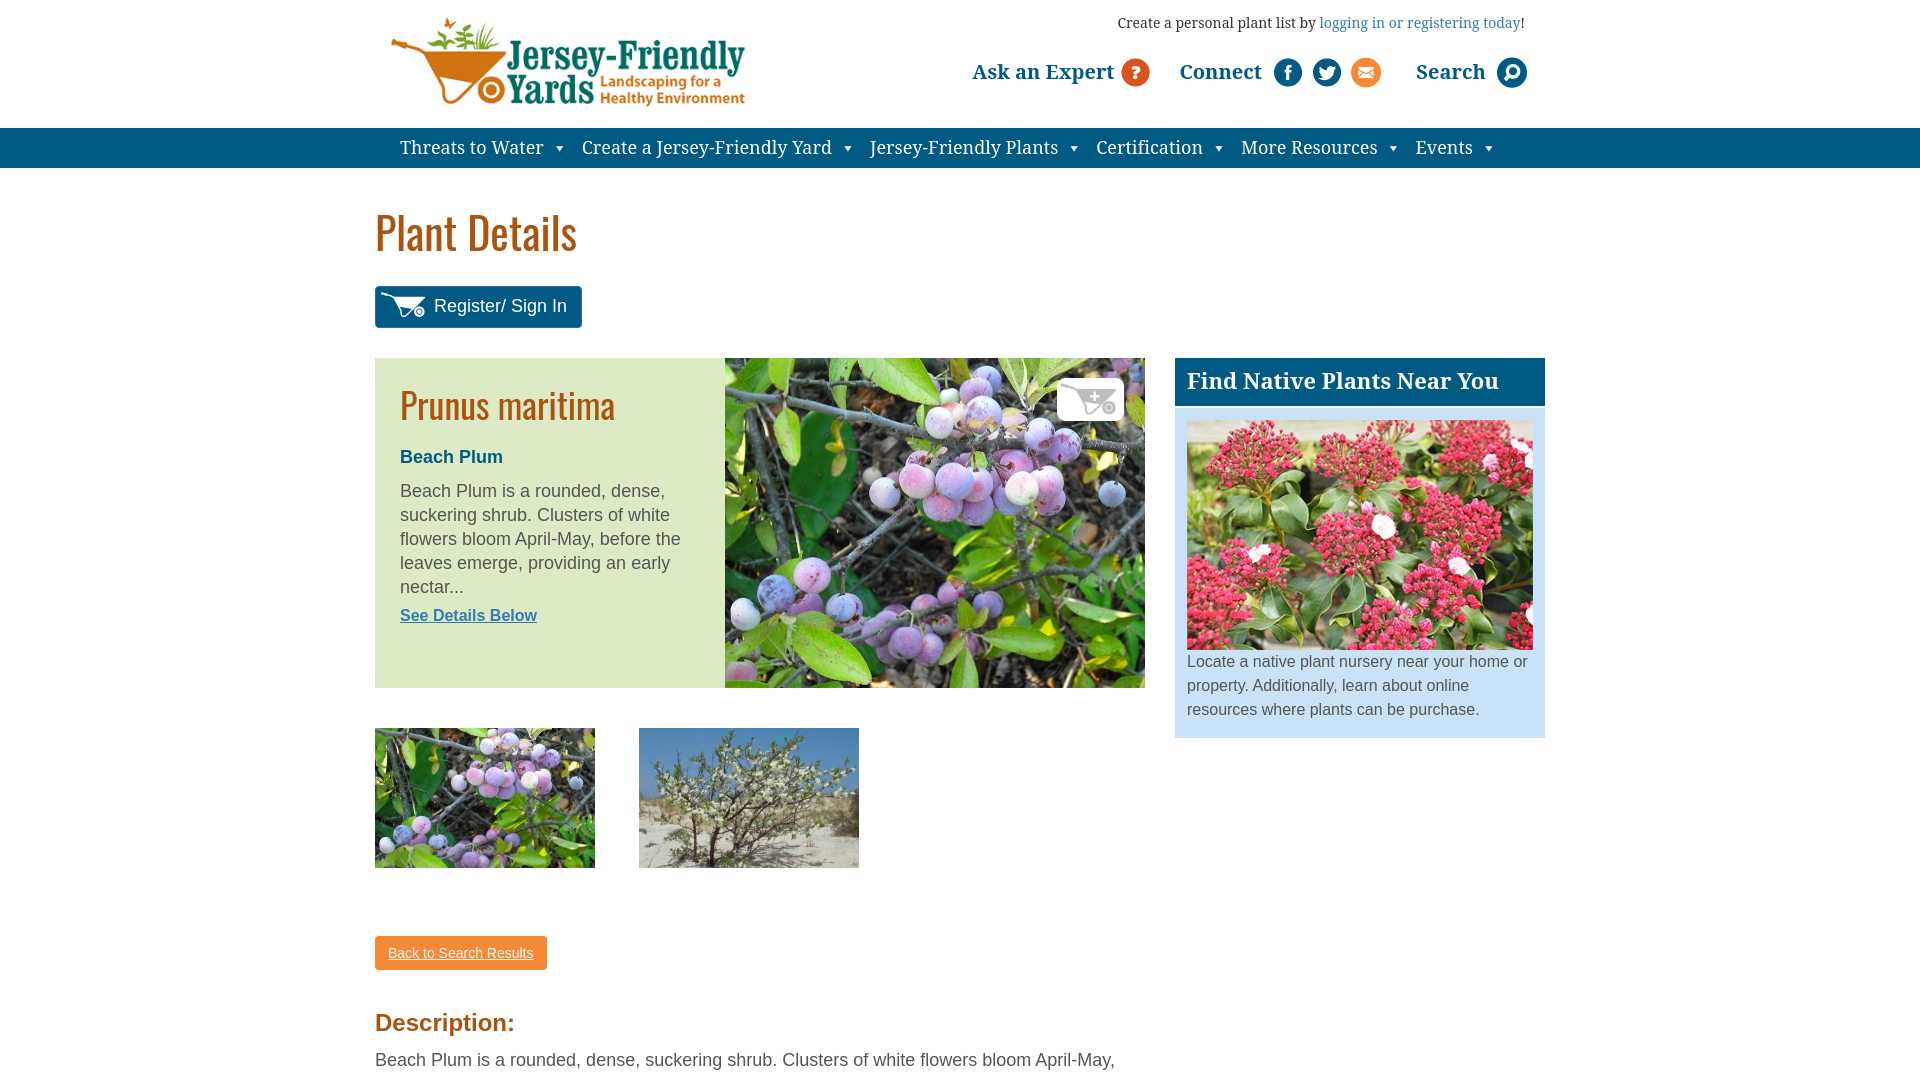 Create a personal plant list by logging in or registering today!
Jersey-Friendly
Yards
Landscaping for a
Healthy Environment
Ask an Expert ?
Connect
Search
Threats to Water
Create a Jersey-Friendly Yard
Jersey-Friendly Plants
Certification
More Resources
Events
Plant Details
Register/ Sign In
Prunus maritima
Beach Plum
Beach Plum is a rounded, dense,
suckering shrub. Clusters of white
flowers bloom April-May, before the
leaves emerge, providing an early
nectar...
See Details Below
Find Native Plants Near You
Locate a native plant nursery near your home or
property. Additionally, learn about online
resources where plants can be purchase.
Back to Search Results
Description:
Beach Plum is a rounded, dense, suckering shrub. Clusters of white flowers bloom April-May,